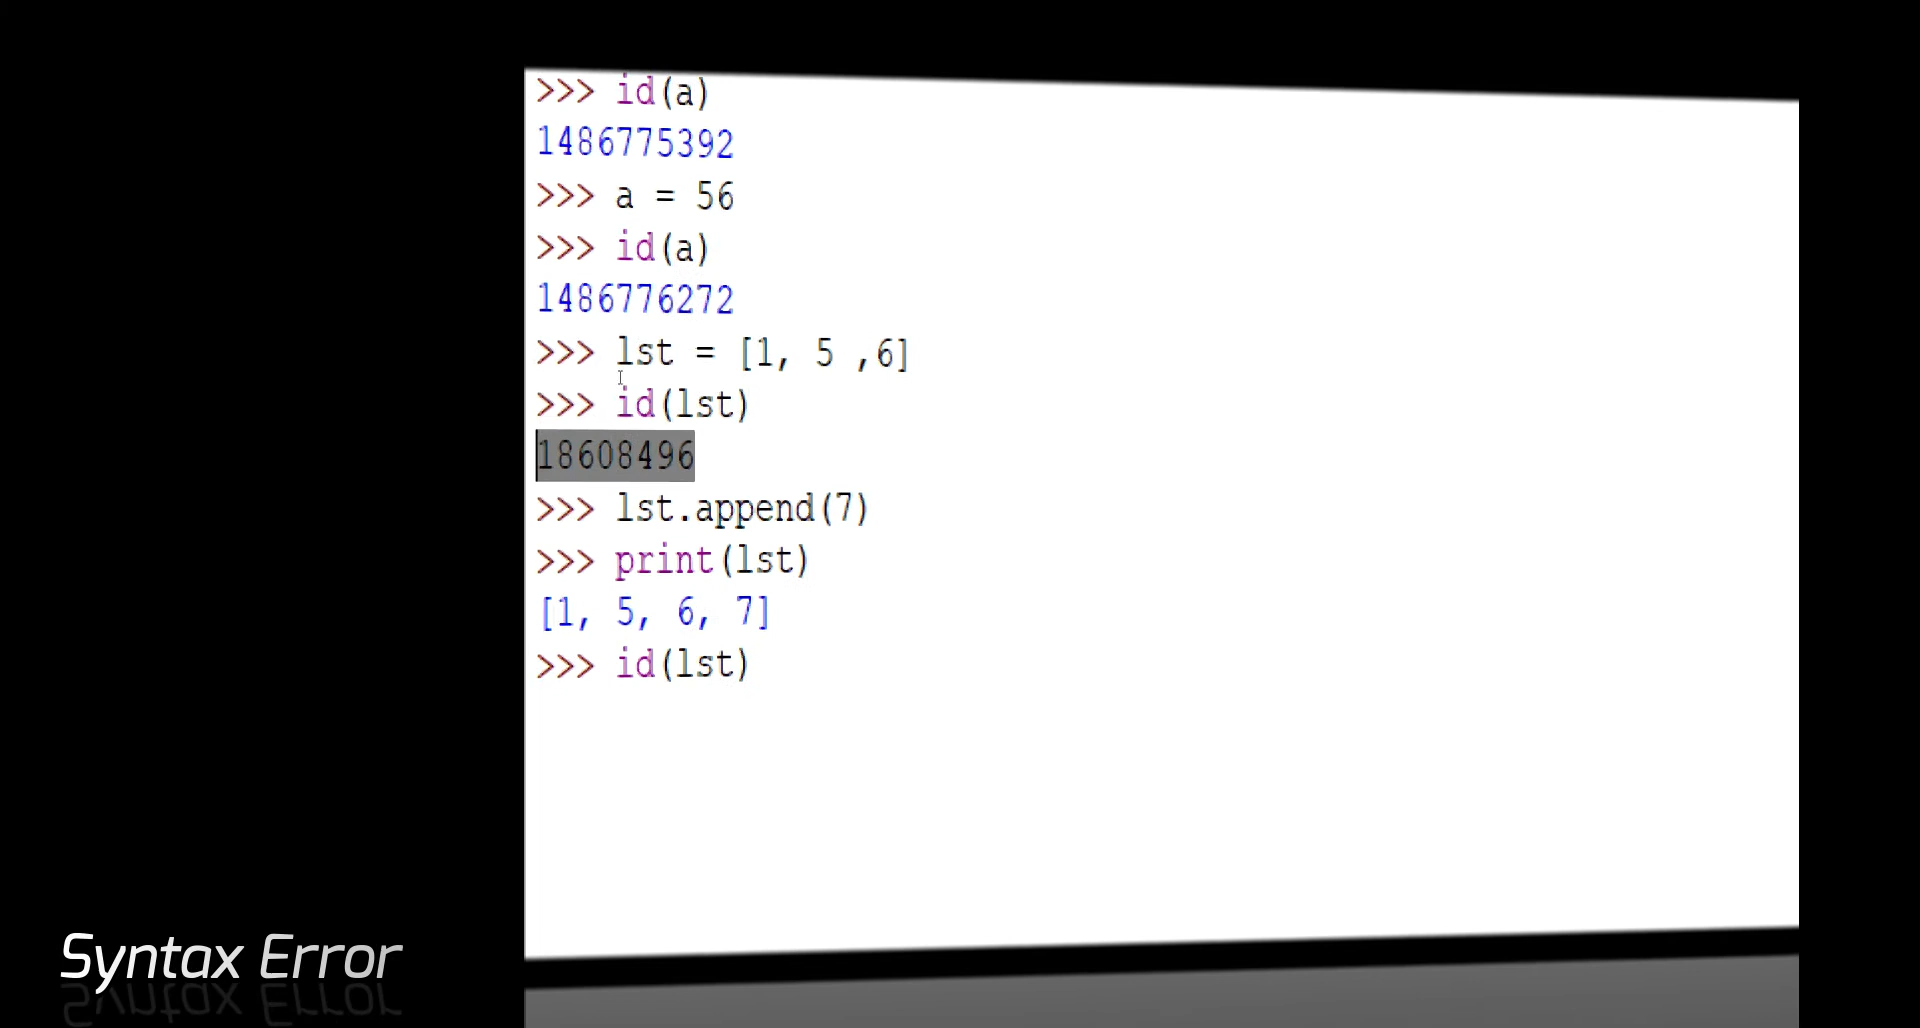 >>> id(a)
1486775392
>>> a = 56
>>> id(a)
1486776272
>>> lst = [1, 5 ,6]
>>> id(lst)
18608496
>>> lst.append(7)
>>> print(lst)
[1, 5, 6, 7]
>>> id(lst)
Syntax Error